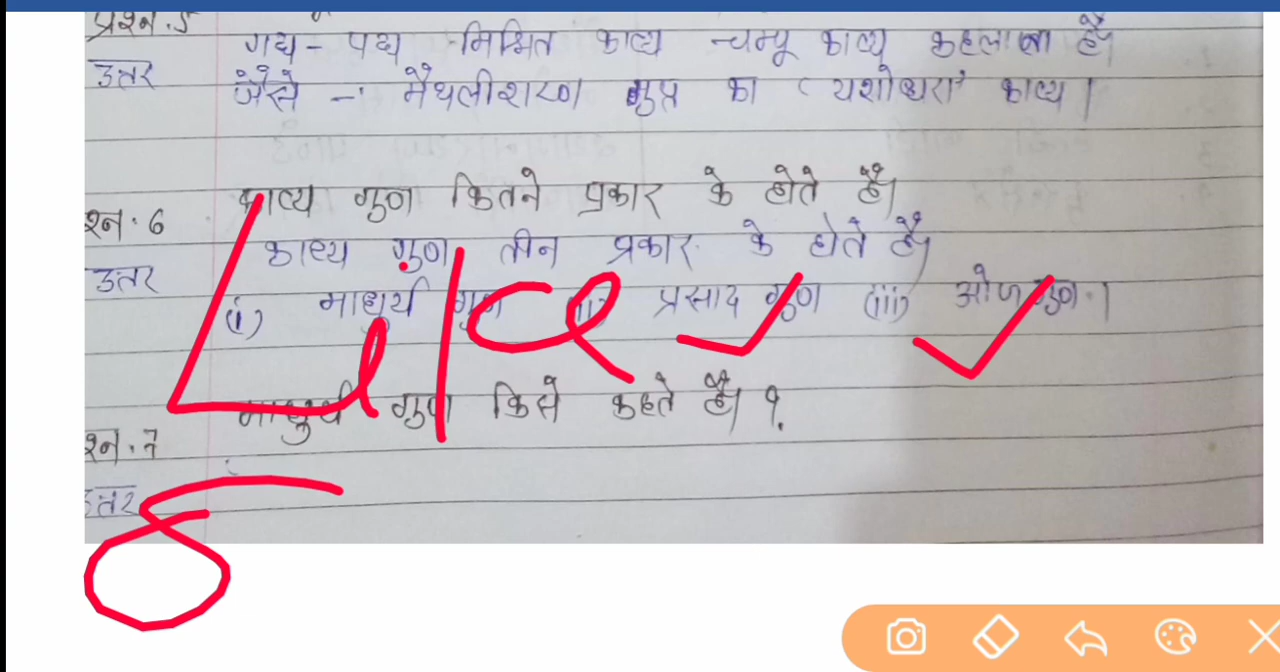 प्रश्न.5
गद्य - पद्य मिश्रित काव्य चम्पू काव्य कहलाता है।
उत्तर
जैसे -: मैथलीशरण गुप्त का 'यशोधरा' काव्य।
काव्य गुण कितने प्रकार के होते है।
श्न.6
काव्य गुण तीन प्रकार के होते है।
उत्तर
(i) माधुर्य गुण (ii) प्रसाद गुण (iii) ओज गुण।
माधुर्य गुण किसे कहते है। ?
श्न.7
उत्तर